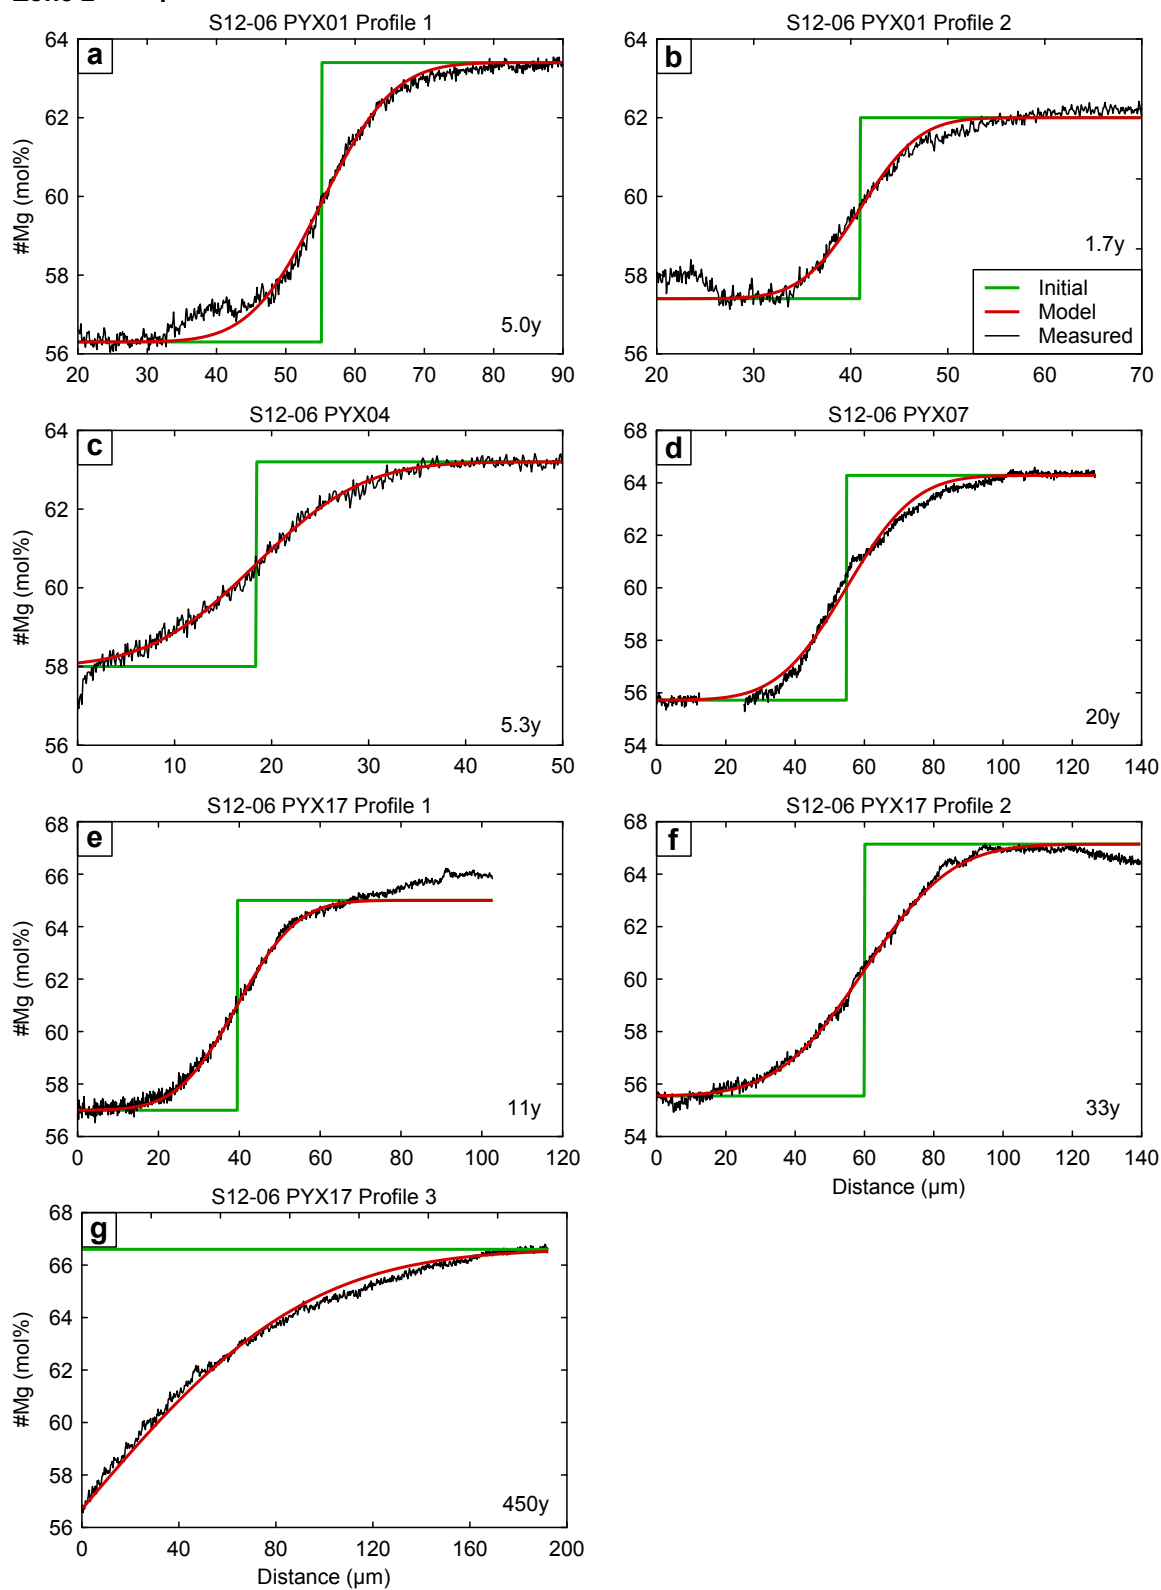 S12-06 PYX01 Profile 1
a
64
62
60
58
56
#Mg (mol%)
5.0y
20 30 40 50 60 70 80 90
S12-06 PYX01 Profile 2
b
64
62
60
58
56
1.7y
Initial
Model
Measured
20 30 40 50 60 70
S12-06 PYX04
c
64
62
60
58
56
#Mg (mol%)
5.3y
0 10 20 30 40 50
S12-06 PYX07
d
68
66
64
62
60
58
56
54
20y
0 20 40 60 80 100 120 140
S12-06 PYX17 Profile 1
e
68
66
64
62
60
58
56
#Mg (mol%)
11y
0 20 40 60 80 100 120
S12-06 PYX17 Profile 2
f
68
66
64
62
60
58
56
54
33y
0 20 40 60 80 100 120 140
Distance (µm)
S12-06 PYX17 Profile 3
g
68
66
64
62
60
58
56
#Mg (mol%)
450y
0 40 80 120 160 200
Distance (µm)